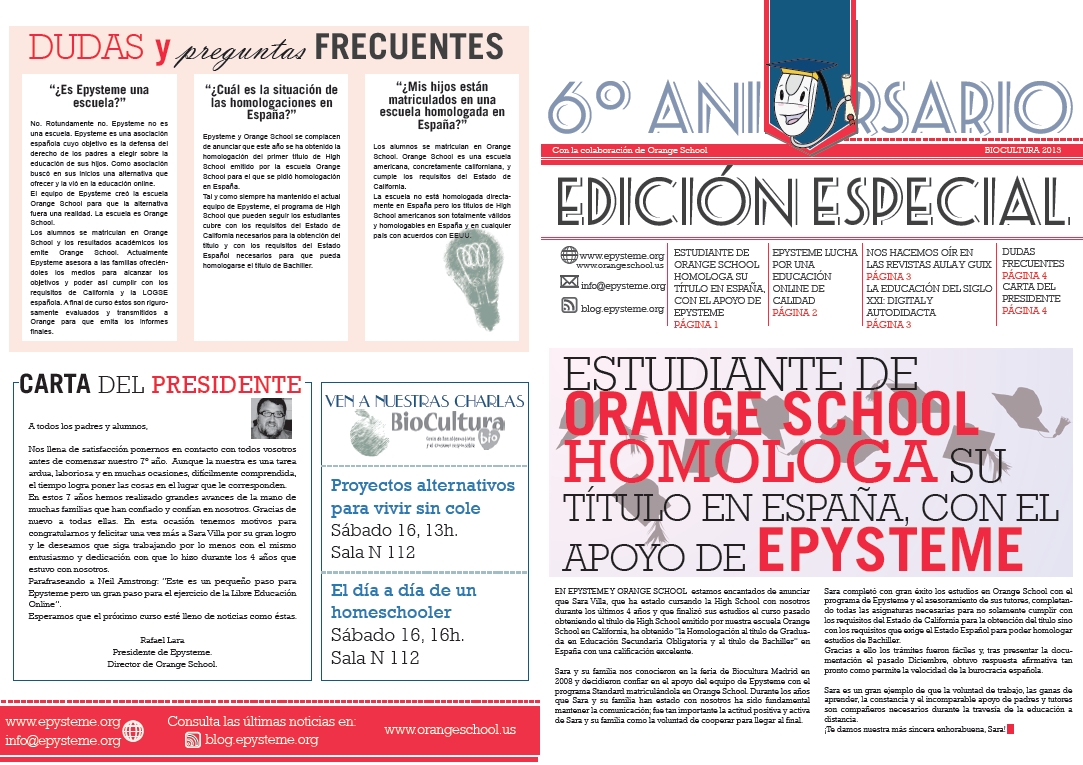 DUDAS y preguntas FRECUENTES
“¿Es Epysteme una
escuela?”
No. Rotundamente no. Epysteme no es
una escuela. Epysteme es una asociación
española cuyo objetivo es la defensa del
derecho de los padres a elegir sobre la
educación de sus hijos. Como asociación
buscó en sus inicios una alternativa que
ofrecer y la vió en la educación online.
El equipo de Epysteme creó la escuela
Orange School para que la alternativa
fuera una realidad. La escuela es Orange
School.
Los alumnos se matriculan en Orange
School y los resultados académicos los
emite Orange School. Actualmente
Epysteme asesora a las familias ofrecién-
doles los medios para alcanzar los
objetivos y poder así cumplir con los
requisitos de California y la LOGSE
española. A final de curso éstos son riguro-
samente evaluados y transmitidos a
Orange para que emita los informes
finales.
“¿Cuál es la situación de
las homologaciones en
España?”
Epysteme y Orange School se complacen
de anunciar que este año se ha obtenido la
homologación del primer título de High
School emitido por la escuela Orange
School para el que se pidió homologación
en España.
Tal y como siempre ha mantenido el actual
equipo de Epysteme, el programa de High
School que pueden seguir los estudiantes
cubre con los requisitos del Estado de
California necesarios para la obtención del
título y con los requisitos del Estado
Español necesarios para que pueda
homologarse el título de Bachiller.
“¿Mis hijos están
matriculados en una
escuela homologada en
España?”
Los alumnos se matriculan en Orange
School. Orange School es una escuela
americana, concretamente californiana, y
cumple los requisitos del Estado de
California.
La escuela no está homologada directa-
mente en España pero los títulos de High
School americanos son totalmente válidos
y homologables en España y en cualquier
país con acuerdos con EEUU.
CARTA DEL PRESIDENTE
A todos los padres y alumnos,
Nos llena de satisfacción ponernos en contacto con todos vosotros
antes de comenzar nuestro 7º año. Aunque la nuestra es una tarea
ardua, laboriosa y en muchas ocasiones, difícilmente comprendida,
el tiempo logra poner las cosas en el lugar que le corresponden.
En estos 7 años hemos realizado grandes avances de la mano de
muchas familias que han confiado y confían en nosotros. Gracias de
nuevo a todas ellas. En esta ocasión tenemos motivos para
congratularnos y felicitar una vez más a Sara Villa por su gran logro
y le deseamos que siga trabajando por lo menos con el mismo
entusiasmo y dedicación con que lo hizo durante los 4 años que
estuvo con nosotros.
Parafraseando a Neil Amstrong: “Este es un pequeño paso para
Epysteme pero un gran paso para el ejercicio de la Libre Educación
Online”.
Esperamos que el próximo curso esté lleno de noticias como éstas.
Rafael Lara
Presidente de Epysteme.
Director de Orange School.
VEN A NUESTRAS CHARLAS
BioCultura
bio
Proyectos alternativos
para vivir sin cole
Sábado 16, 13h.
Sala N 112
El día a día de un
homeschooler
Sábado 16, 16h.
Sala N 112
www.epysteme.org
info@epysteme.org
Consulta las últimas noticias en:
blog.epysteme.org
www.orangeschool.us
6º ANI RSARIO
Con la colaboración de Orange School
BIOCULTURA 2013
EDICIÓN ESPECIAL
www.epysteme.org
www.orangeschool.us
info@epysteme.org
blog.epysteme.org
ESTUDIANTE DE
ORANGE SCHOOL
HOMOLOGA SU
TÍTULO EN ESPAÑA,
CON EL APOYO DE
EPYSTEME
PÁGINA 1
EPYSTEME LUCHA
POR UNA
EDUCACIÓN
ONLINE DE
CALIDAD
PÁGINA 2
NOS HACEMOS OÍR EN
LAS REVISTAS AULA Y GUIX
PÁGINA 3
LA EDUCACIÓN DEL SIGLO
XXI: DIGITAL Y
AUTODIDACTA
PÁGINA 3
DUDAS
FRECUENTES
PÁGINA 4
CARTA DEL
PRESIDENTE
PÁGINA 4
ESTUDIANTE DE
ORANGE SCHOOL
HOMOLOGA SU
TÍTULO EN ESPAÑA, CON EL
APOYO DE EPYSTEME
EN EPYSTEME Y ORANGE SCHOOL estamos encantados de anunciar
que Sara Villa, que ha estado cursando la High School con nosotros
durante los últimos 4 años y que finalizó sus estudios el curso pasado
obteniendo el título de High School emitido por nuestra escuela Orange
School en California, ha obtenido “la Homologación al título de Gradua-
da en Educación Secundaria Obligatoria y al título de Bachiller” en
España con una calificación excelente.
Sara y su familia nos conocieron en la feria de Biocultura Madrid en
2008 y decidieron confiar en el apoyo del equipo de Epysteme con el
programa Standard matriculándola en Orange School. Durante los años
que Sara y su familia han estado con nosotros ha sido fundamental
mantener la comunicación; fue tan importante la actitud positiva y activa
de Sara y su familia como la voluntad de cooperar para llegar al final.
Sara completó con gran éxito los estudios en Orange School con el
programa de Epysteme y el asesoramiento de sus tutores, completan-
do todas las asignaturas necesarias para no solamente cumplir con
los requisitos del Estado de California para la obtención del título sino
con los requisitos que exige el Estado Español para poder homologar
estudios de Bachiller.
Gracias a ello los trámites fueron fáciles y, tras presentar la docu-
mentación el pasado Diciembre, obtuvo respuesta afirmativa tan
pronto como permite la velocidad de la burocracia española.
Sara es un gran ejemplo de que la voluntad de trabajo, las ganas de
aprender, la constancia y el incomparable apoyo de padres y tutores
son compañeros necesarios durante la travesía de la educación a
distancia.
¡Te damos nuestra más sincera enhorabuena, Sara!